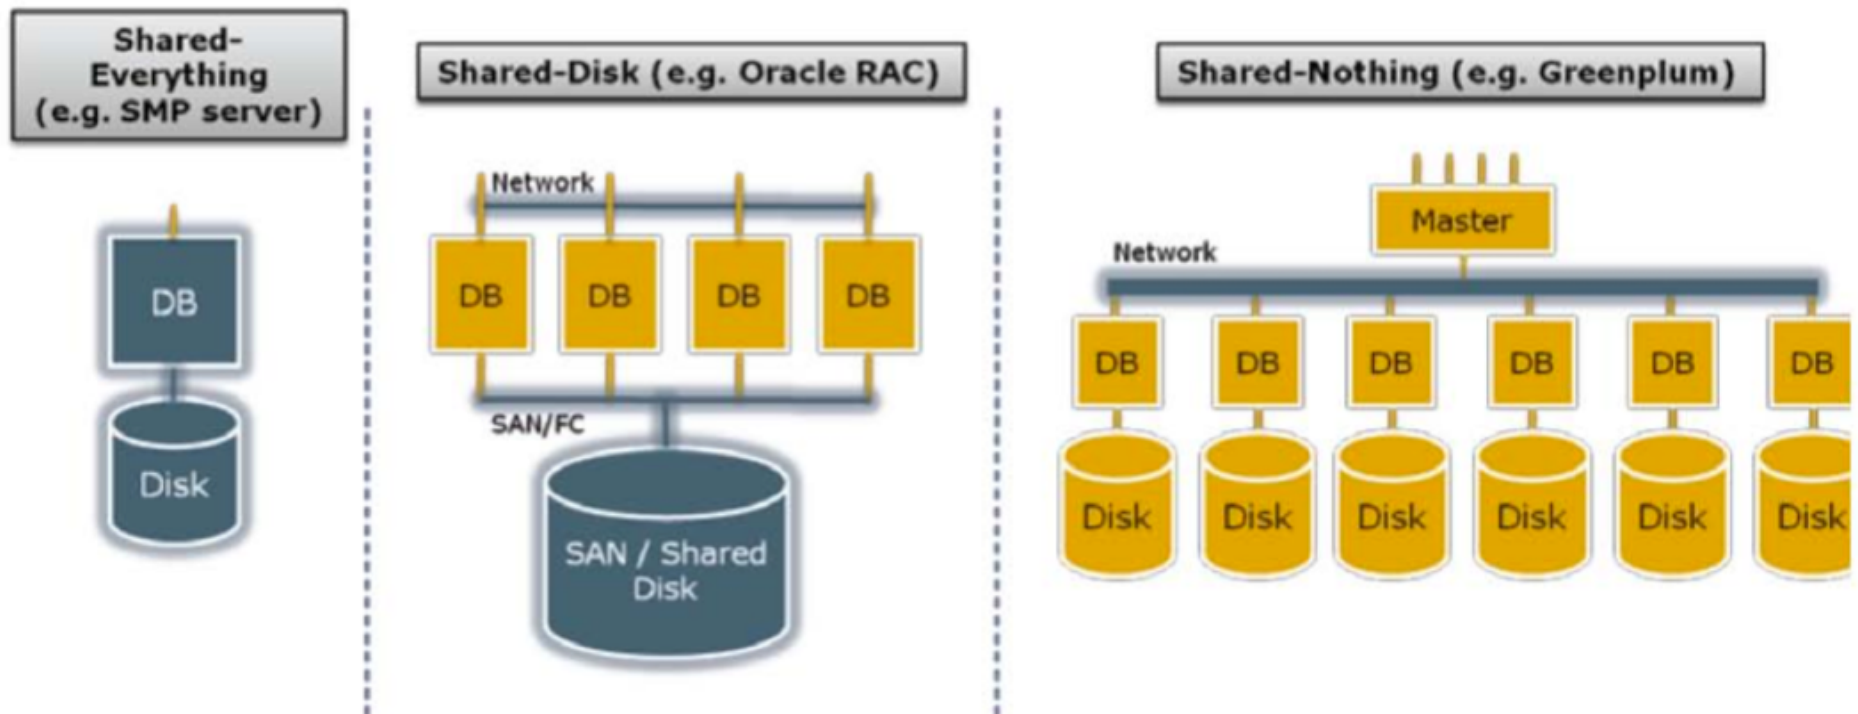 Shared-
Everything
(e.g. SMP server)
DB
Disk
Shared-Disk (e.g. Oracle RAC)
Network
DB DB DB DB
SAN/FC
SAN / Shared
Disk
Shared-Nothing (e.g. Greenplum)
Master
Network
DB DB DB DB DB DB
Disk Disk Disk Disk Disk Disk